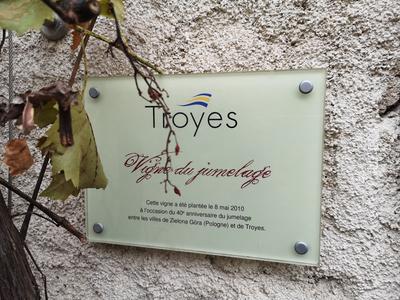 Troyes
Vigne du jumelage
Cette vigne a été plantée le 8 mai 2010
à l'occasion du 40e anniversaire du jumelage
entre les villes de Zielona Góra (Pologne) et de Troyes.